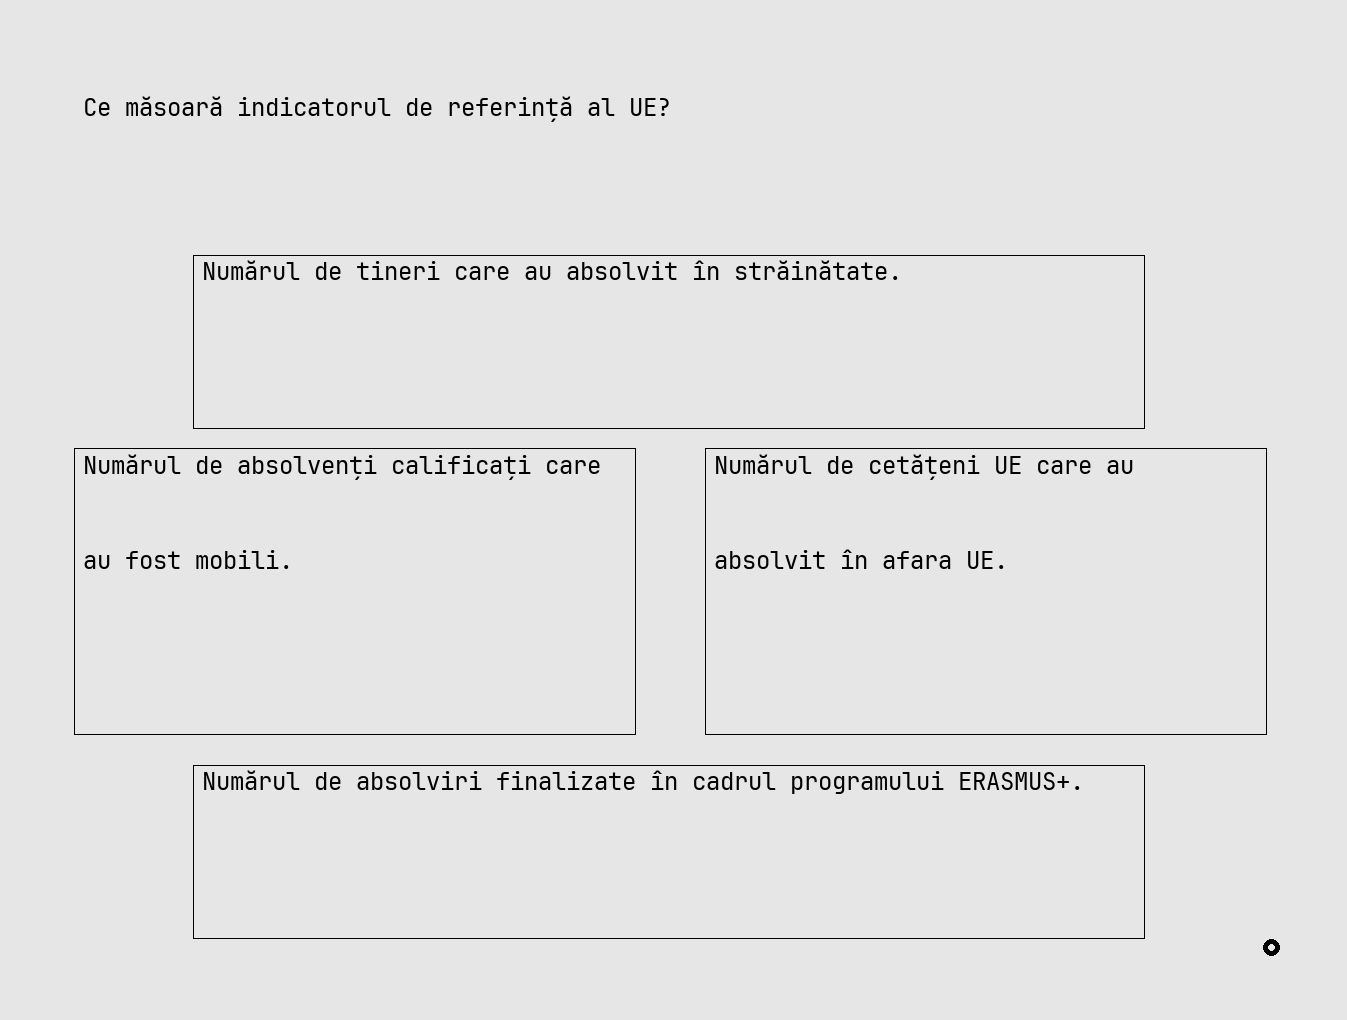 Ce măsoară indicatorul de referință al UE?
Numărul de tineri care au absolvit în străinătate.
Numărul de absolvenți calificați care
au fost mobili.
Numărul de cetățeni UE care au
absolvit în afara UE.
Numărul de absolviri finalizate în cadrul programului ERASMUS+.